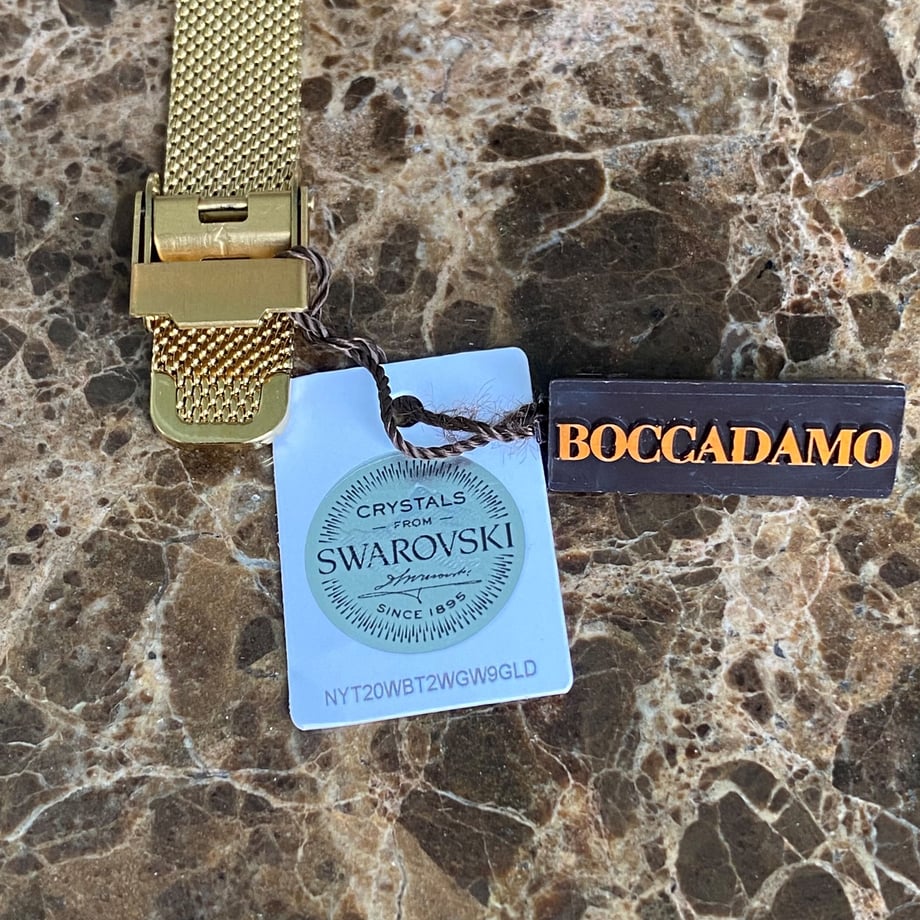 CRYSTALS
FROM
SWAROVSKI
SINCE 1895
NYT20WBT2WGW9GLD
BOCCADAMO